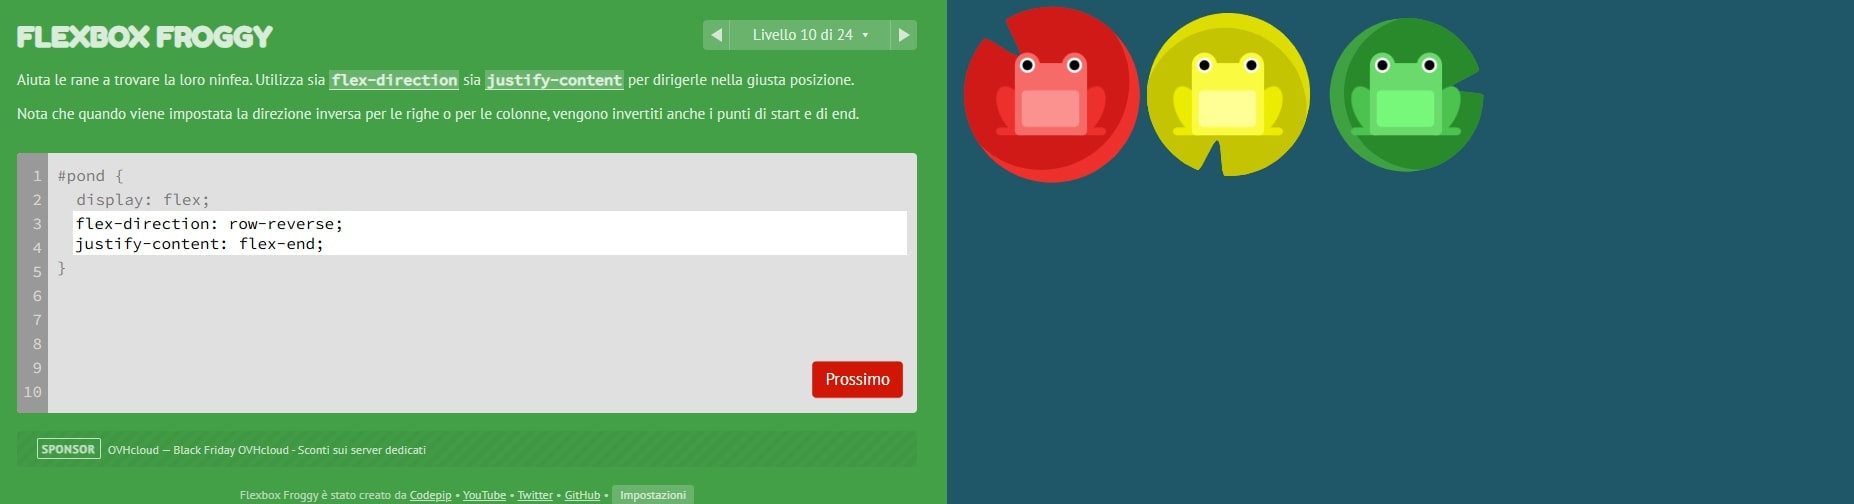 FLEXBOX FROGGY
Livello 10 di 24
Aiuta le rane a trovare la loro ninfea. Utilizza sia flex-direction sia justify-content per dirigerle nella giusta posizione.
Nota che quando viene impostata la direzione inversa per le righe o per le colonne, vengono invertiti anche i punti di start e di end.
1 #pond {
2 display: flex;
3 flex-direction: row-reverse;
4 justify-content: flex-end;
5 }
6
7
8
9
10
Prossimo
SPONSOR OVHcloud — Black Friday OVHcloud - Sconti sui server dedicati
Flexbox Froggy è stato creato da Codepip • YouTube • Twitter • GitHub • Impostazioni